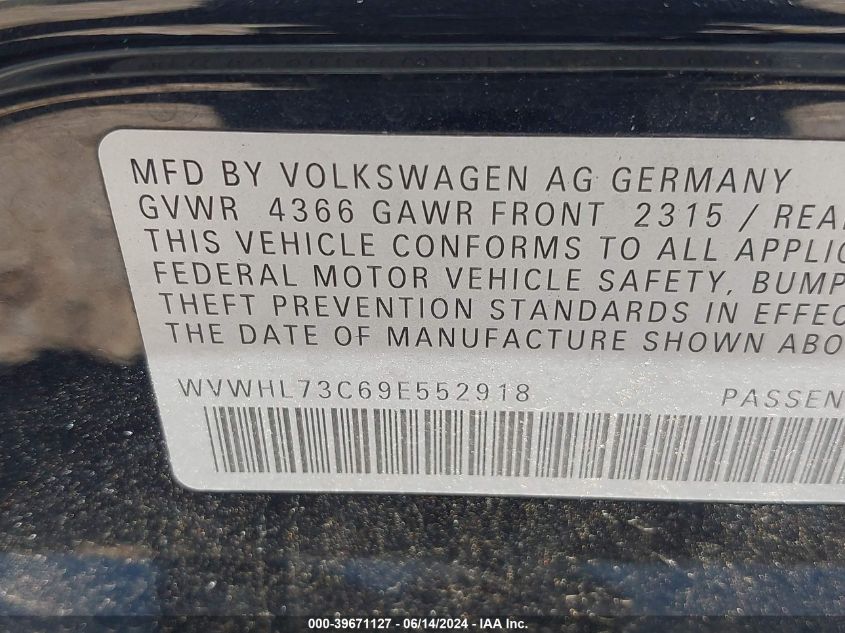 MFD BY VOLKSWAGEN AG GERMANY
GVWR 4366 GAWR FRONT 2315 / REA
THIS VEHICLE CONFORMS TO ALL APPLIC
FEDERAL MOTOR VEHICLE SAFETY, BUMP
THEFT PREVENTION STANDARDS IN EFFEC
THE DATE OF MANUFACTURE SHOWN ABO
WVWHL73C69E552918 PASSEN
000-39671127 - 06/14/2024 - IAA Inc.